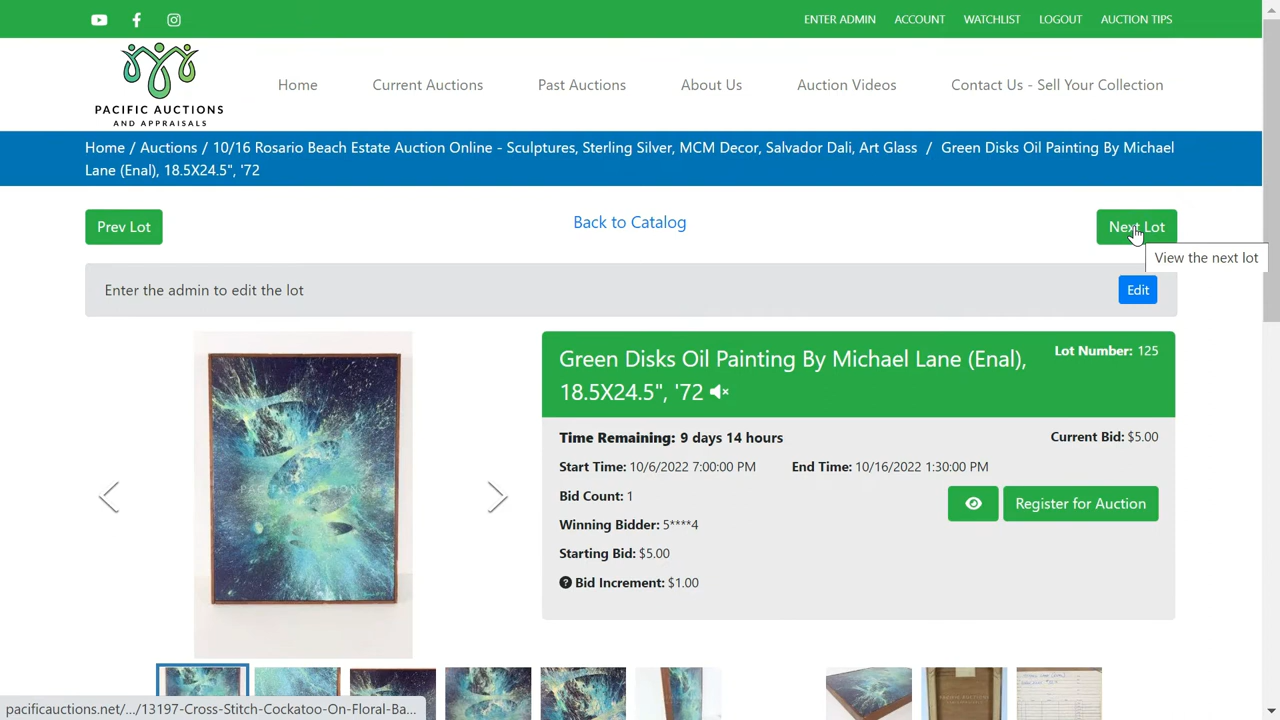 ENTER ADMIN ACCOUNT WATCHLIST LOGOUT AUCTION TIPS
PACIFIC AUCTIONS
AND APPRAISALS
Home Current Auctions Past Auctions About Us Auction Videos Contact Us - Sell Your Collection
Home / Auctions / 10/16 Rosario Beach Estate Auction Online - Sculptures, Sterling Silver, MCM Decor, Salvador Dali, Art Glass / Green Disks Oil Painting By Michael
Lane (Enal), 18.5X24.5", '72
Prev Lot Back to Catalog Next Lot
View the next lot
Enter the admin to edit the lot Edit
Green Disks Oil Painting By Michael Lane (Enal), Lot Number: 125
18.5X24.5", '72
Time Remaining: 9 days 14 hours Current Bid: $5.00
Start Time: 10/6/2022 7:00:00 PM End Time: 10/16/2022 1:30:00 PM
Bid Count: 1
Register for Auction
Winning Bidder: 5****4
Starting Bid: $5.00
Bid Increment: $1.00
pacificauctions.net/.../13197-Cross-Stitch-Cockatoo-On-Floral-Ba...